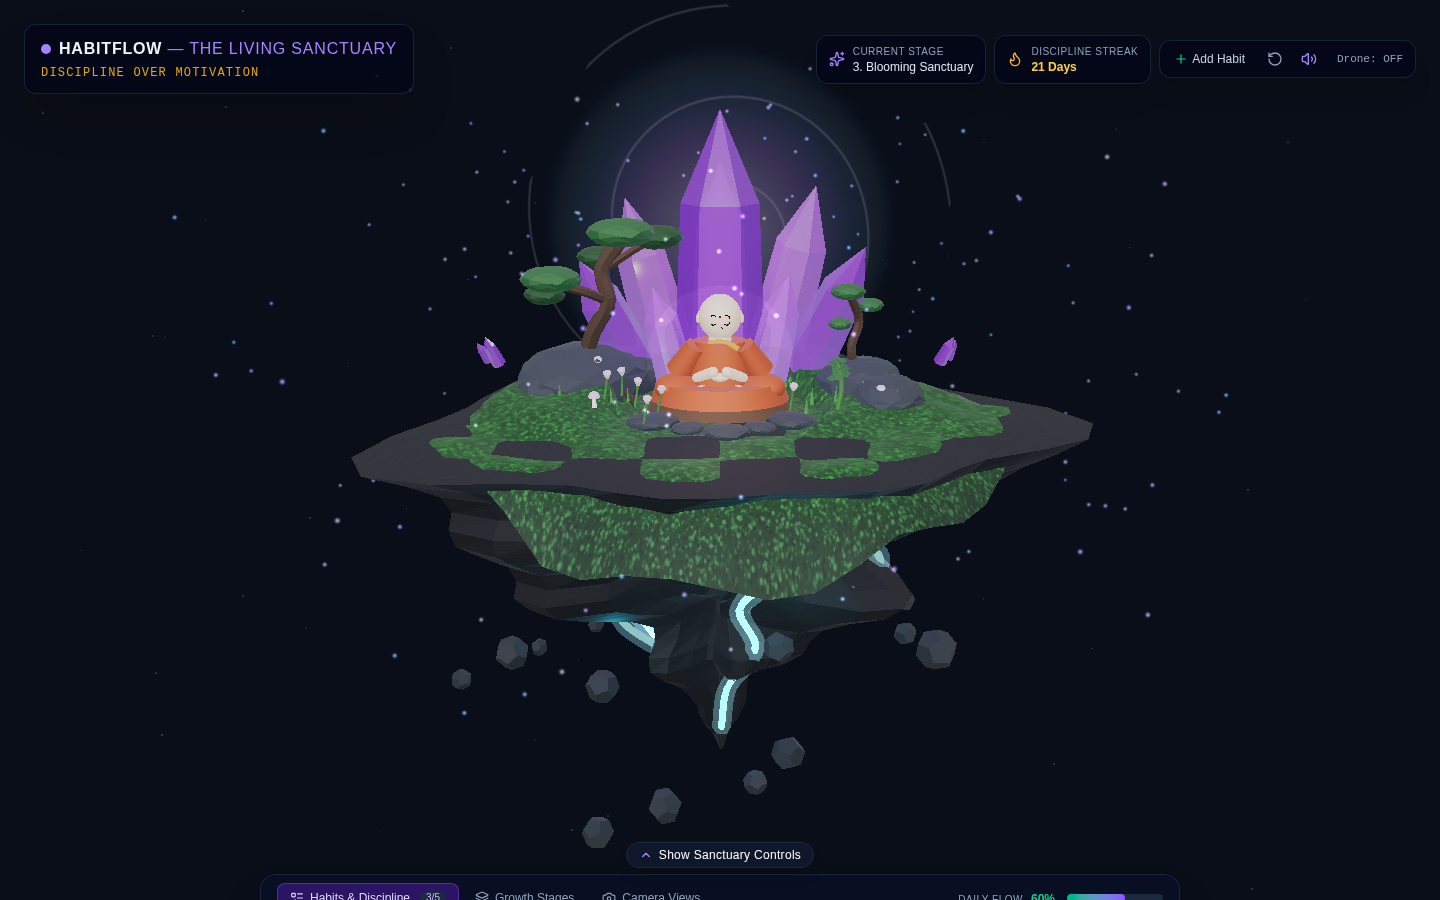 HABITFLOW — THE LIVING SANCTUARY
DISCIPLINE OVER MOTIVATION
CURRENT STAGE
3. Blooming Sanctuary
DISCIPLINE STREAK
21 Days
Add Habit
Drone: OFF
Show Sanctuary Controls
Habits & Discipline 3/5
Growth Stages
Camera Views
DAILY FLOW 60%